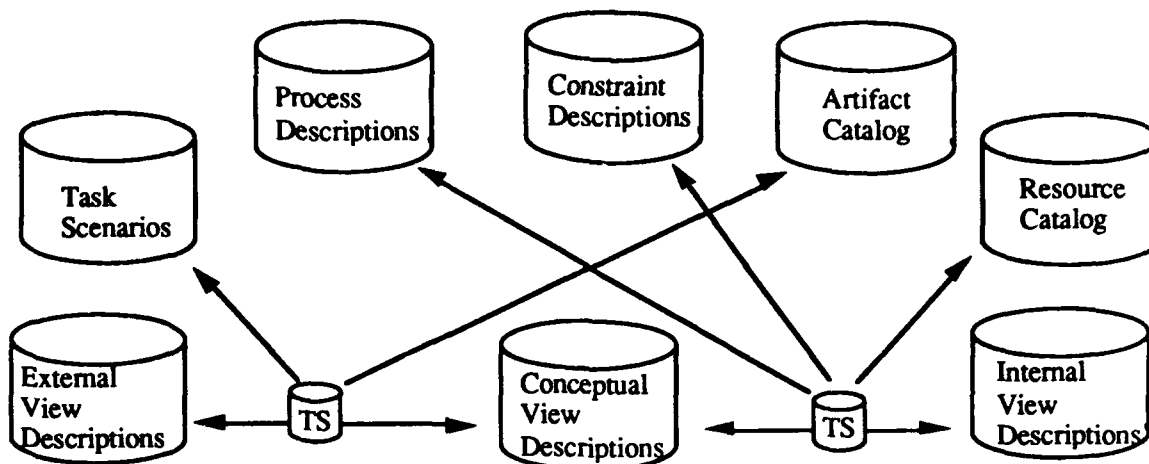 Process
Descriptions
Constraint
Descriptions
Artifact
Catalog
Task
Scenarios
Resource
Catalog
External
View
Descriptions
TS
Conceptual
View
Descriptions
TS
Internal
View
Descriptions